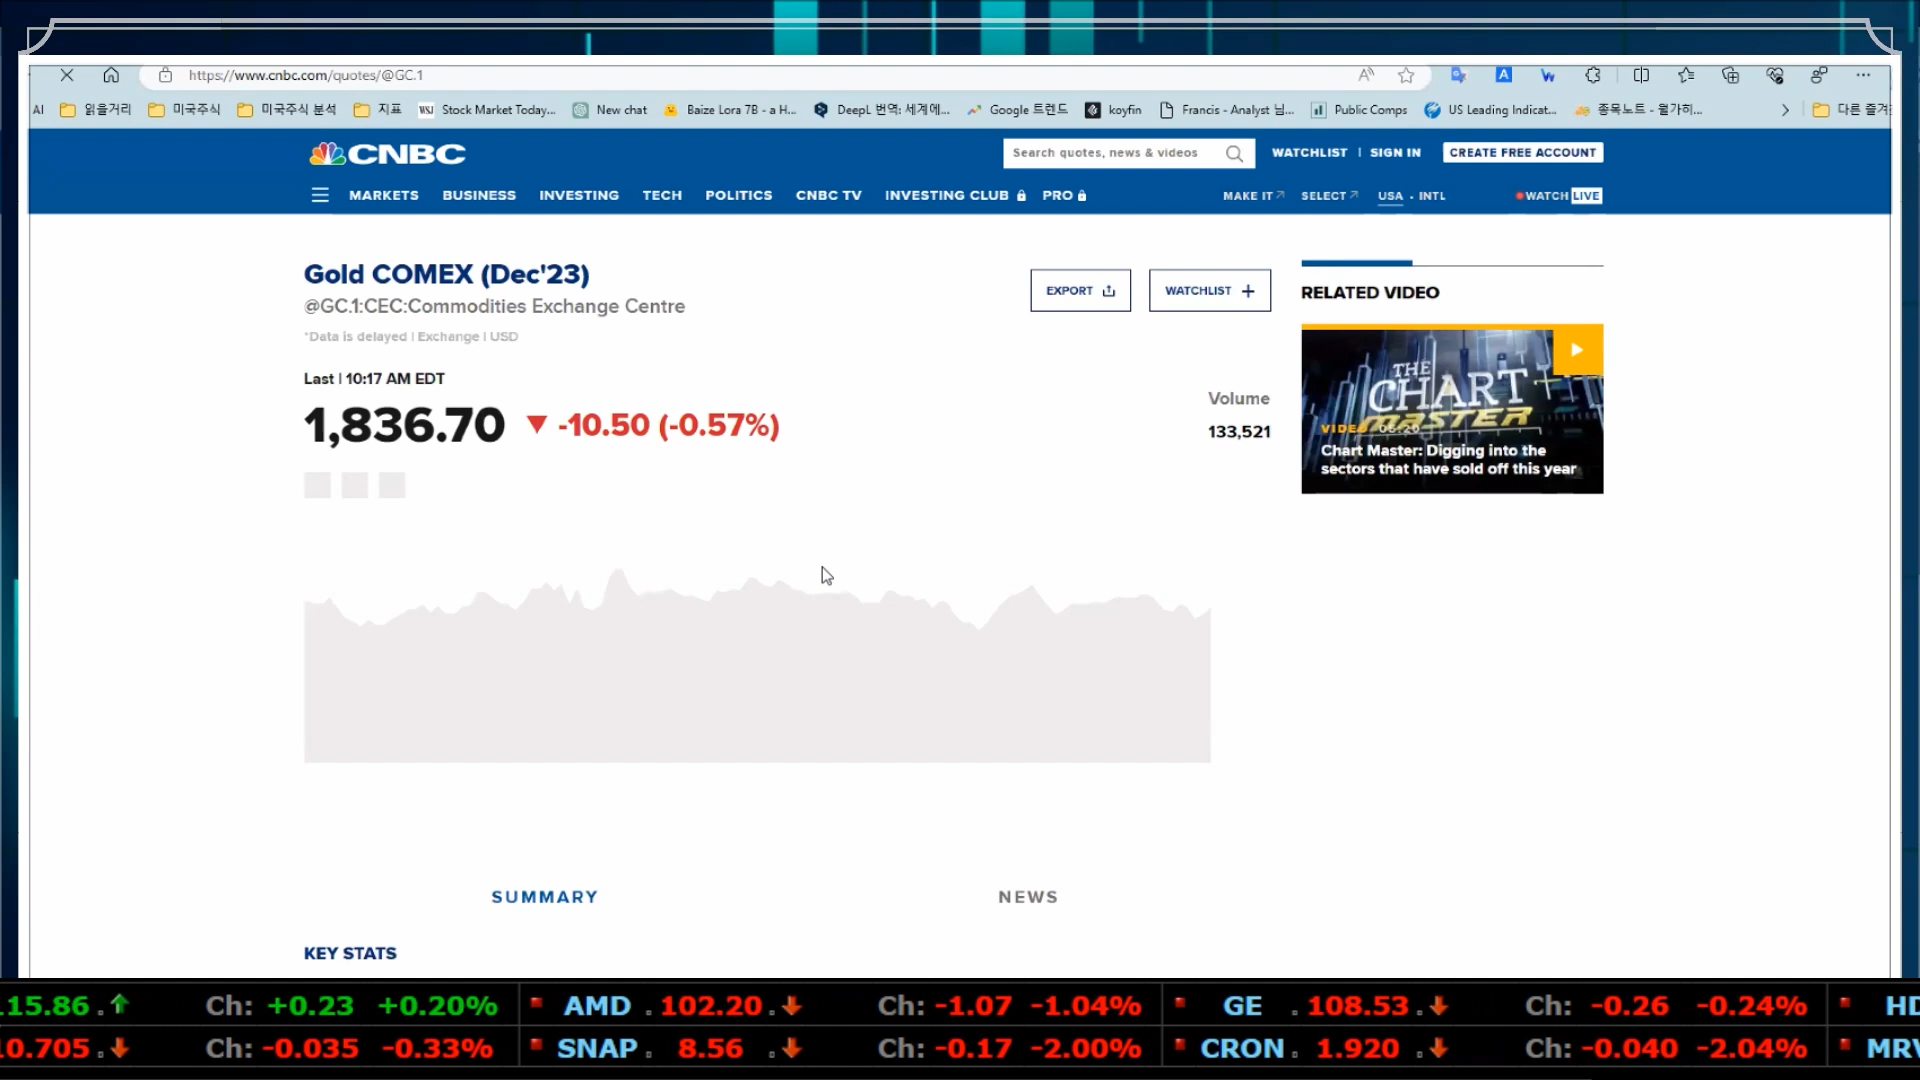 https://www.cnbc.com/quotes/@GC.1
AI 읽을거리 미국주식 미국주식 분석 지표 WSJ Stock Market Today... New chat Baize Lora 7B - a H... DeepL 번역: 세계에... Google 트렌드 koyfin Francis - Analyst 님... Public Comps US Leading Indicat... 종목노트 - 월가히... 다른 즐겨
CNBC
Search quotes, news & videos
WATCHLIST | SIGN IN
CREATE FREE ACCOUNT
MARKETS BUSINESS INVESTING TECH POLITICS CNBC TV INVESTING CLUB PRO
MAKE IT SELECT USA • INTL WATCH LIVE
Gold COMEX (Dec'23)
@GC.1:CEC:Commodities Exchange Centre
*Data is delayed | Exchange | USD
EXPORT
WATCHLIST +
Last | 10:17 AM EDT
1,836.70 ▼ -10.50 (-0.57%)
Volume
133,521
RELATED VIDEO
THE
CHART
MASTER
VIDEO 05:20
Chart Master: Digging into the
sectors that have sold off this year
SUMMARY
NEWS
KEY STATS
15.86 Ch: +0.23 +0.20% AMD 102.20 Ch: -1.07 -1.04% GE 108.53 Ch: -0.26 -0.24% HD
0.705 Ch: -0.035 -0.33% SNAP 8.56 Ch: -0.17 -2.00% CRON 1.920 Ch: -0.040 -2.04% MRV